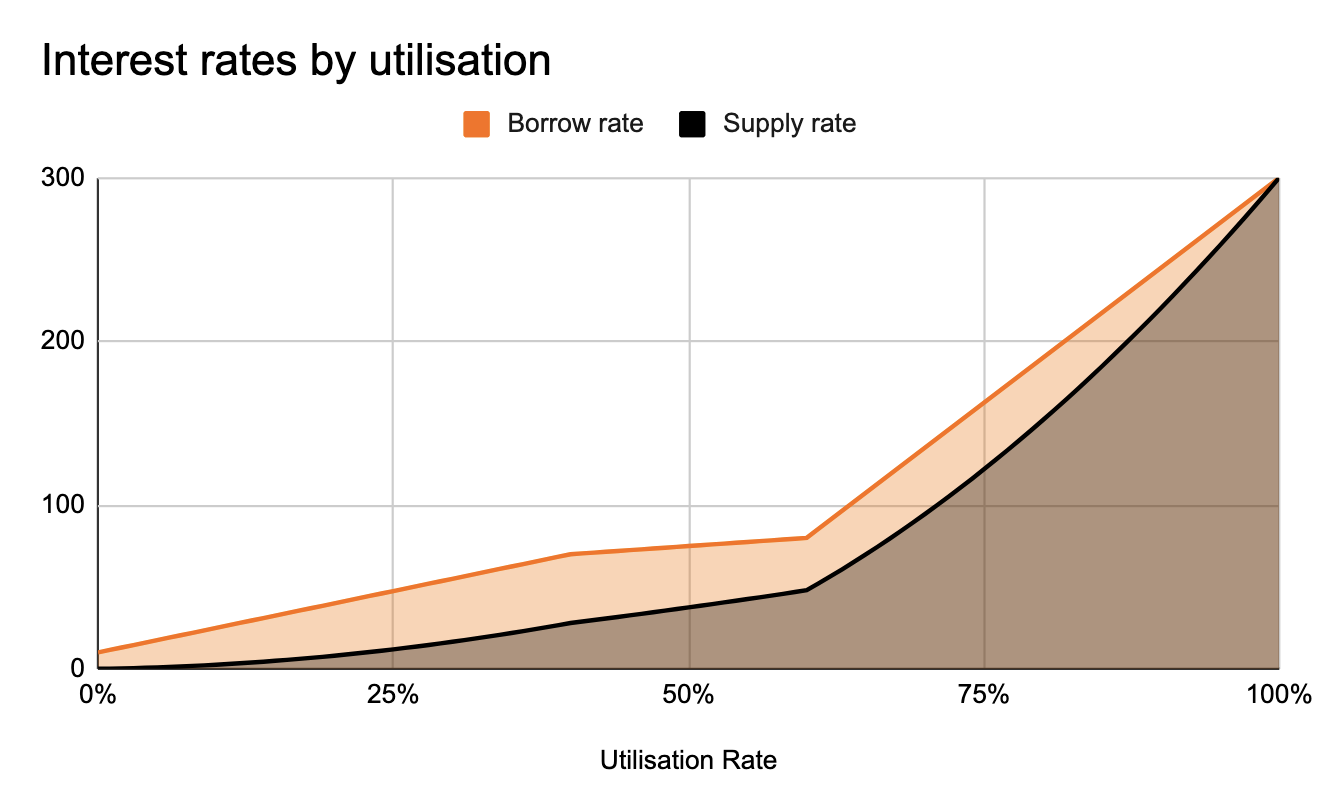 Interest rates by utilisation
Borrow rate Supply rate
300
200
100
0
0% 25% 50% 75% 100%
Utilisation Rate